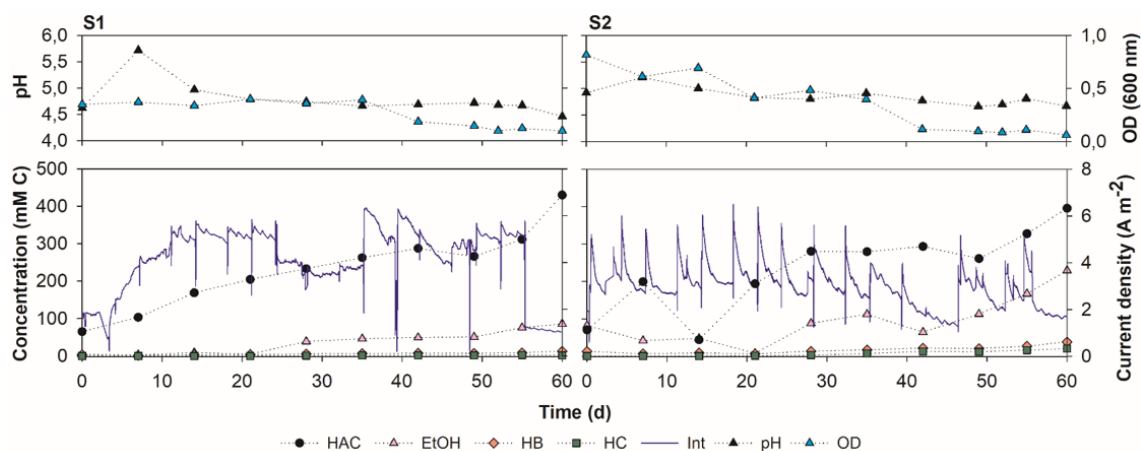 S1
S2
pH
6,0
5,5
5,0
4,5
4,0
1,0
0,5
0,0
OD (600 nm)
Concentration (mM C)
500
400
300
200
100
0
8
6
4
2
0
Current density (A m-2)
0 10 20 30 40 50 60
0 10 20 30 40 50 60
Time (d)
HAC EtOH HB HC Int pH OD